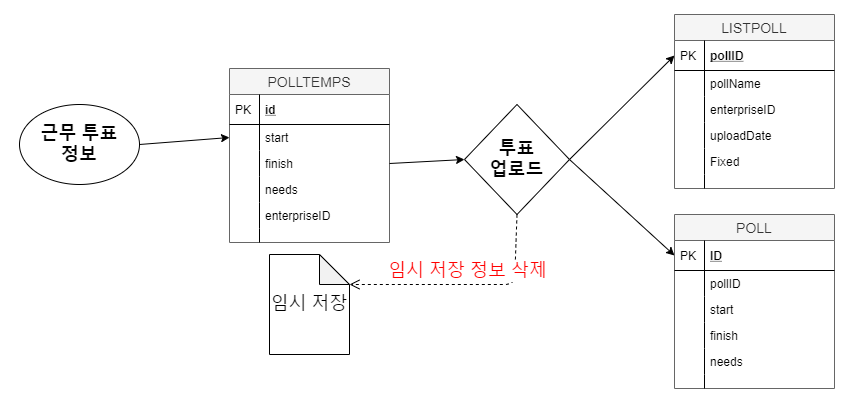 근무 투표
정보
POLLTEMPS
PK id
start
finish
needs
enterpriseID
임시 저장
투표
업로드
임시 저장 정보 삭제
LISTPOLL
PK pollID
pollName
enterpriseID
uploadDate
Fixed
POLL
PK ID
pollID
start
finish
needs